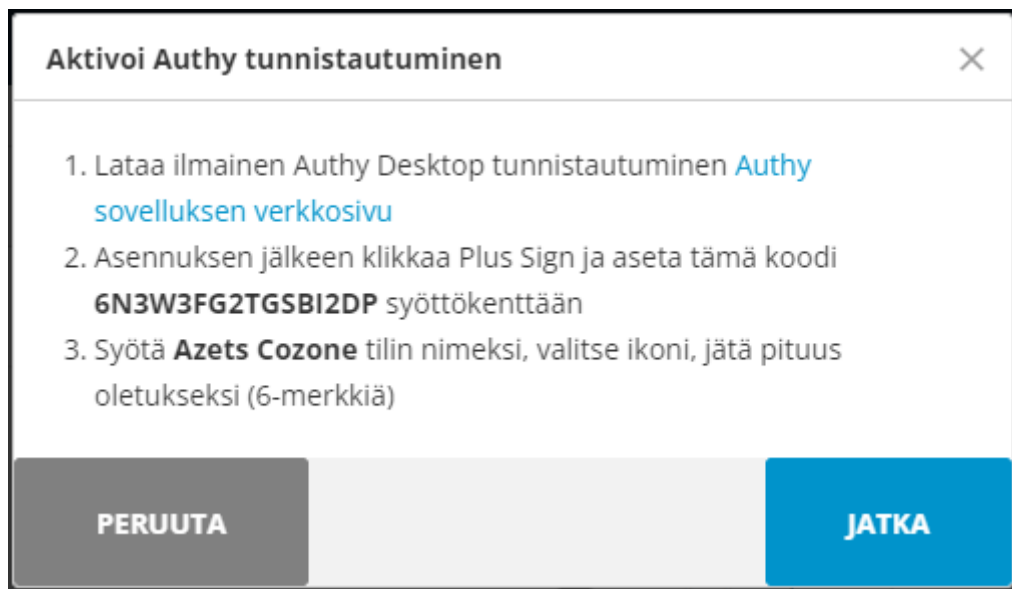 Aktivoi Authy tunnistautuminen
1. Lataa ilmainen Authy Desktop tunnistautuminen Authy
sovelluksen verkkosivu
2. Asennuksen jälkeen klikkaa Plus Sign ja aseta tämä koodi
6N3W3FG2TGSBI2DP syöttökenttään
3. Syötä Azets Cozone tilin nimeksi, valitse ikoni, jätä pituus
oletukseksi (6-merkkiä)
PERUUTA
JATKA